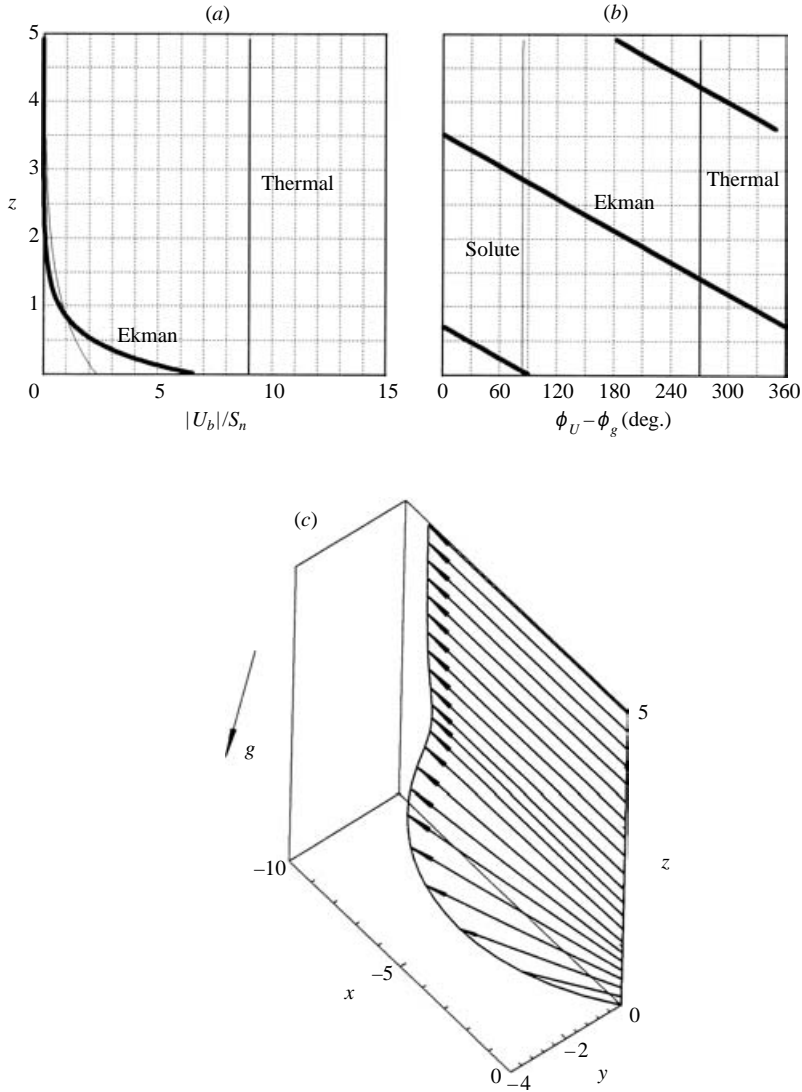 (a)
(b)
5
4
3
2
1
0
z
Thermal
Ekman
0 5 10 15
|U_b|/S_n
Thermal
Ekman
Solute
0 60 120 180 240 300 360
ϕ_U – ϕ_g (deg.)
(c)
g
5
z
0
–10
–5
x
0
–4
–2
y